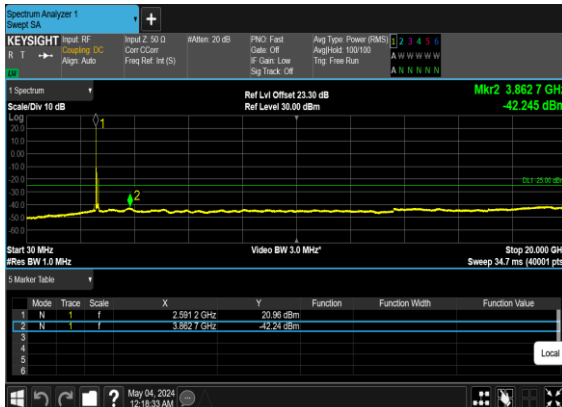 Spectrum Analyzer 1
Swept SA
+
KEYSIGHT Input: RF Input Z: 50 Ω #Atten: 20 dB PNO: Fast Avg Type: Power (RMS) 1 2 3 4 5 6
R T Coupling: DC Corr CCorr Gate: Off Avg|Hold: 100/100 A W W W W W
Align: Auto Freq Ref: Int (S) IF Gain: Low Trig: Free Run
Sig Track: Off A N N N N N
1 Spectrum Ref Lvl Offset 23.30 dB Mkr2 3.862 7 GHz
Scale/Div 10 dB Ref Level 30.00 dBm -42.245 dBm
Log
20.0
10.0
0.00
-10.0
-20.0
-30.0
-40.0
-50.0
-60.0
1
2
DL1 -25.00 dBm
Start 30 MHz Video BW 3.0 MHz* Stop 20.000 GHz
#Res BW 1.0 MHz Sweep 34.7 ms (40001 pts)
5 Marker Table
Mode Trace Scale X Y Function Function Width Function Value
1 N 1 f 2.591 2 GHz 20.96 dBm
2 N 1 f 3.862 7 GHz -42.24 dBm
3
4
5
6
Local
? May 04, 2024
12:18:33 AM